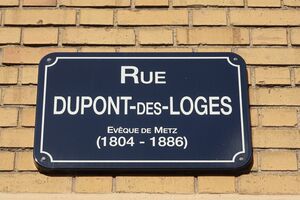 RUE
DUPONT-DES-LOGES
EVÊQUE DE METZ
(1804 - 1886)